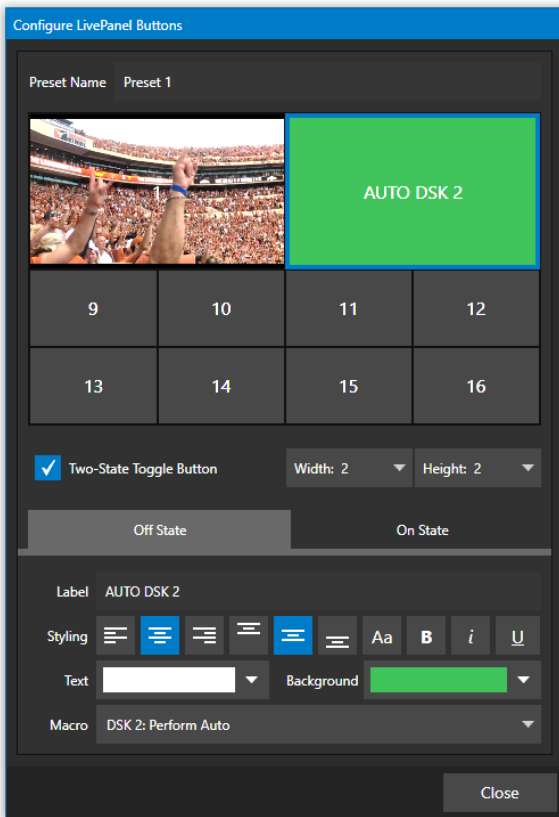 Configure LivePanel Buttons
Preset Name Preset 1
AUTO DSK 2
9 10 11 12
13 14 15 16
Two-State Toggle Button Width: 2 Height: 2
Off State On State
Label AUTO DSK 2
Styling Aa B i U
Text Background
Macro DSK 2: Perform Auto
Close